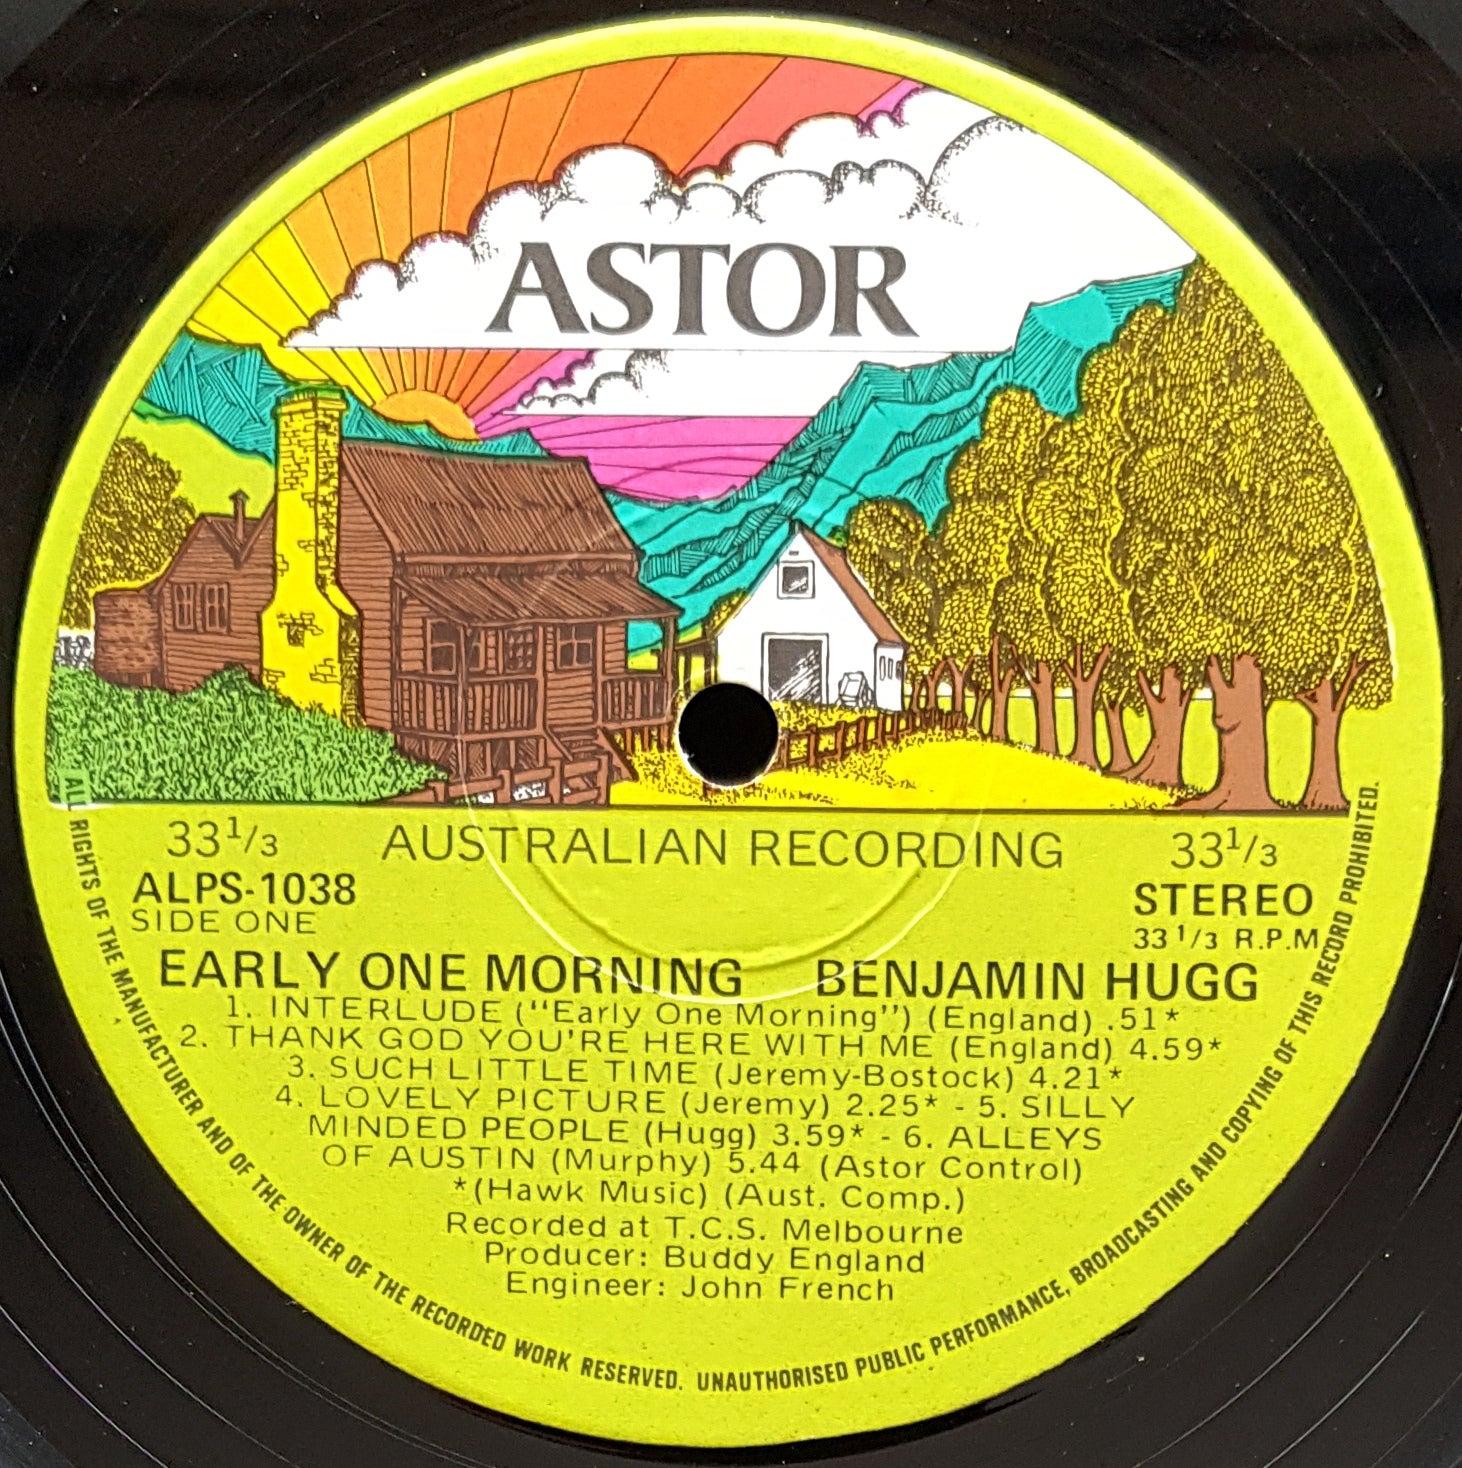 ASTOR
33 1/3 AUSTRALIAN RECORDING 33 1/3
ALPS-1038 STEREO
SIDE ONE 33 1/3 R.P.M.
EARLY ONE MORNING BENJAMIN HUGG
1. INTERLUDE ("Early One Morning") (England) .51*
2. THANK GOD YOU'RE HERE WITH ME (England) 4.59*
3. SUCH LITTLE TIME (Jeremy-Bostock) 4.21*
4. LOVELY PICTURE (Jeremy) 2.25* - 5. SILLY
MINDED PEOPLE (Hugg) 3.59* - 6. ALLEYS
OF AUSTIN (Murphy) 5.44 (Astor Control)
*(Hawk Music) (Aust. Comp.)
Recorded at T.C.S. Melbourne
Producer: Buddy England
Engineer: John French
ALL RIGHTS OF THE MANUFACTURER AND OF THE OWNER OF THE RECORDED WORK RESERVED. UNAUTHORISED PUBLIC PERFORMANCE, BROADCASTING AND COPYING OF THIS RECORD PROHIBITED.